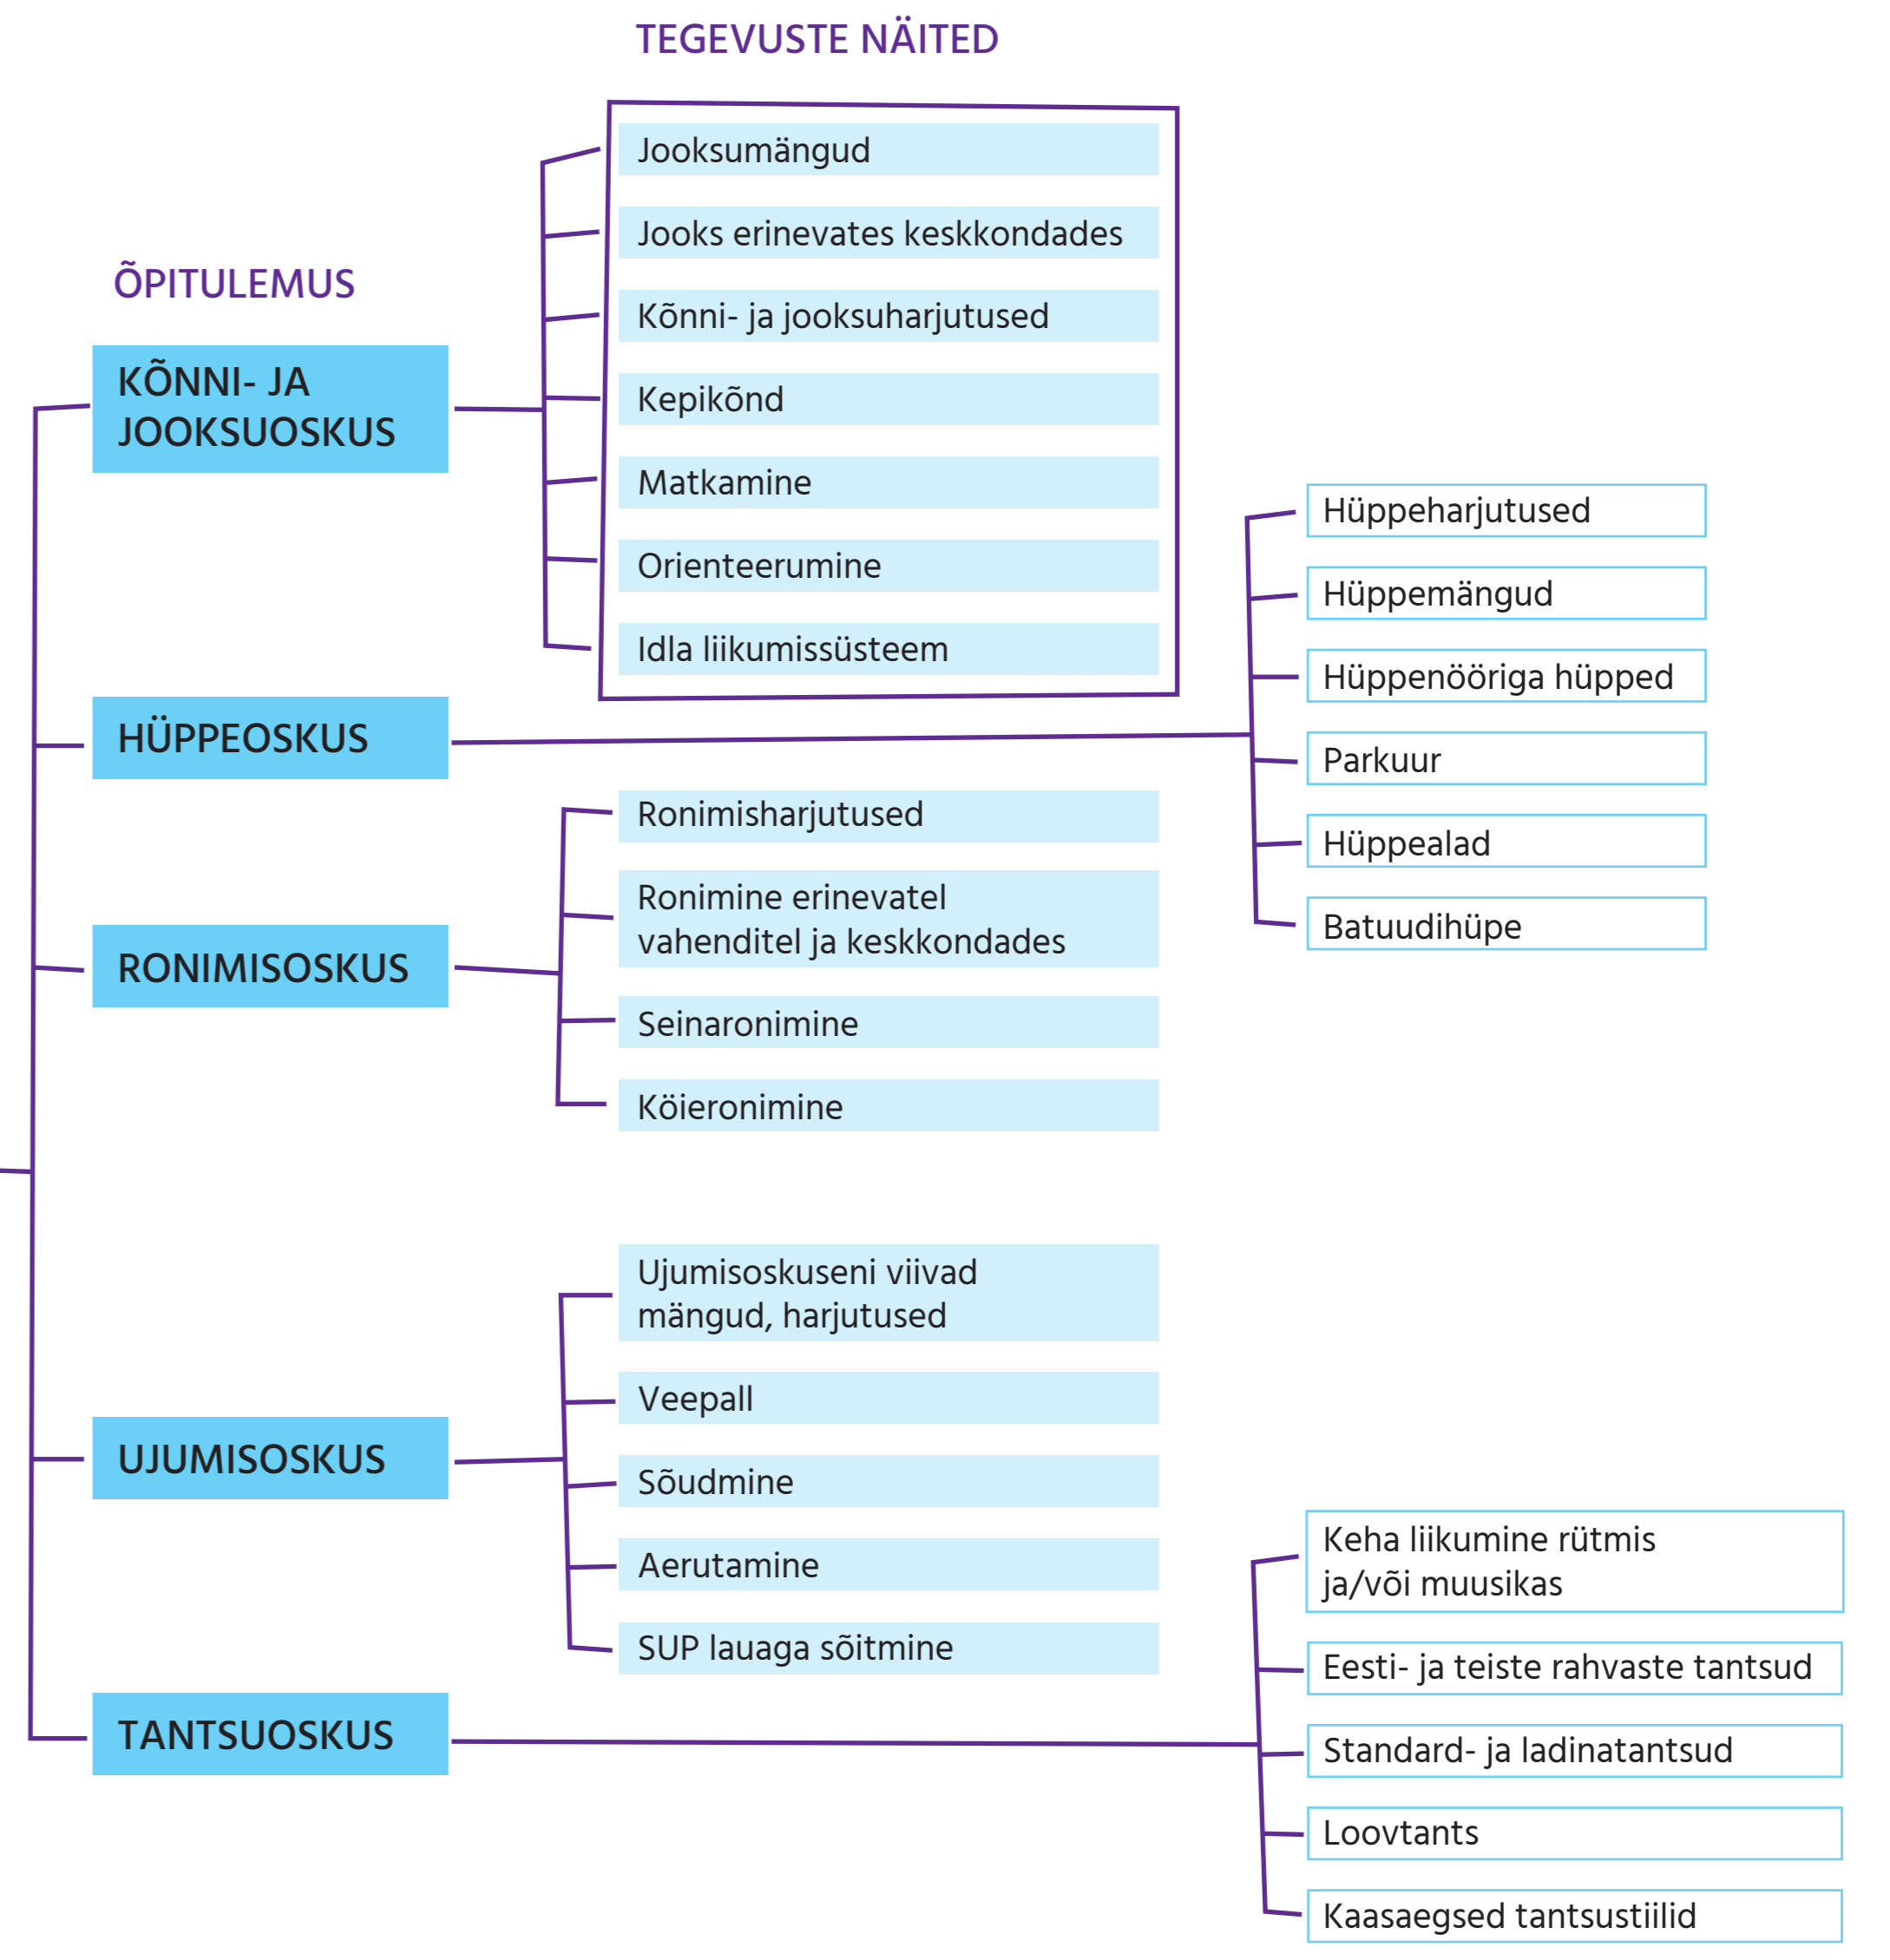 TEGEVUSTE NÄITED
ÕPITULEMUS
KÕNNI- JA
JOOKSUOSKUS
Jooksumängud
Jooks erinevates keskkondades
Kõnni- ja jooksuharjutused
Kepikõnd
Matkamine
Orienteerumine
Idla liikumissüsteem
HÜPPEOSKUS
Hüppeharjutused
Hüppemängud
Hüppenööriga hüpped
Parkuur
Hüppealad
Batuudihüpe
RONIMISOSKUS
Ronimisharjutused
Ronimine erinevatel
vahenditel ja keskkondades
Seinaronimine
Köieronimine
UJUMISOSKUS
Ujumisoskuseni viivad
mängud, harjutused
Veepall
Sõudmine
Aerutamine
SUP lauaga sõitmine
TANTSUOSKUS
Keha liikumine rütmis
ja/või muusikas
Eesti- ja teiste rahvaste tantsud
Standard- ja ladinatantsud
Loovtants
Kaasaegsed tantsustiilid